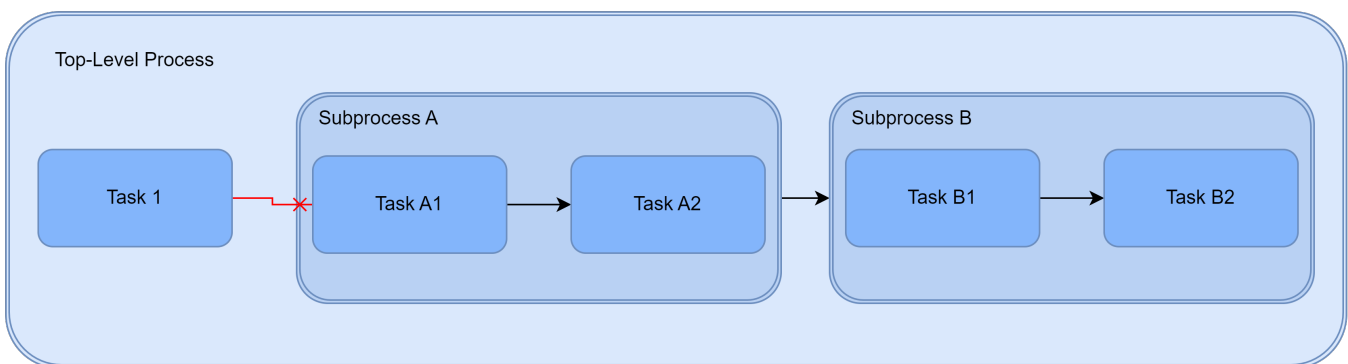 Top-Level Process
Subprocess A
Subprocess B
Task 1
Task A1
Task A2
Task B1
Task B2